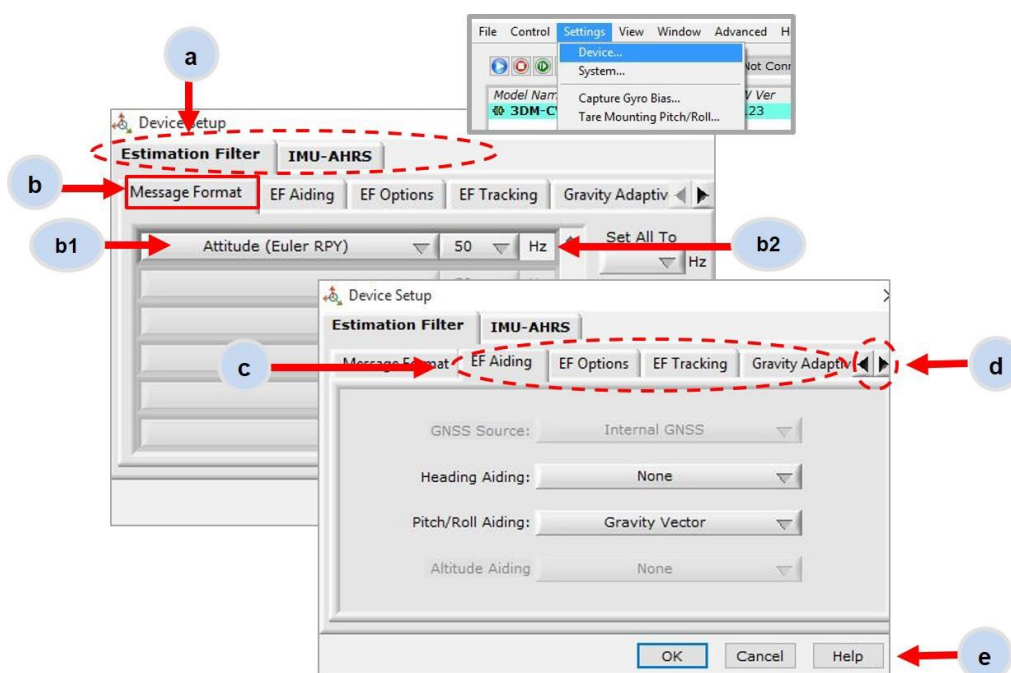 File Control Settings View Window Advanced
Device...
System...
Capture Gyro Bias...
Tare Mounting Pitch/Roll...
Not
Model
Ver
3DM-
.23
a
Device Setup
Estimation Filter IMU-AHRS
b
Message Format EF Aiding EF Options EF Tracking Gravity Adaptiv
b1
Attitude (Euler RPY) 50 Hz
b2
Set All To
Hz
Device Setup
Estimation Filter IMU-AHRS
c
Message Format EF Aiding EF Options EF Tracking Gravity Adaptiv
d
GNSS Source: Internal GNSS
Heading Aiding: None
Pitch/Roll Aiding: Gravity Vector
Altitude Aiding None
OK Cancel Help
e